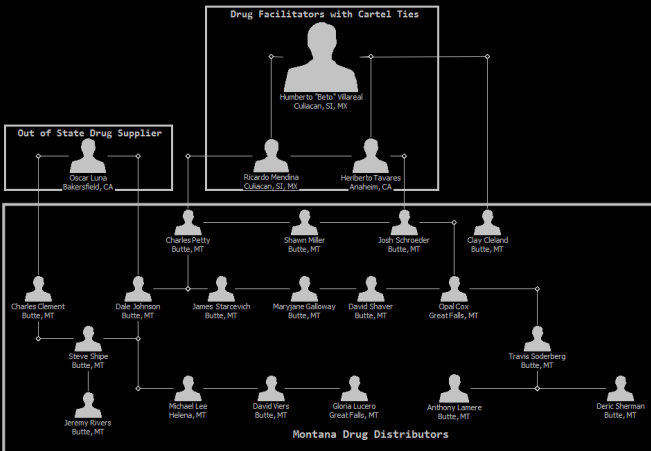 Drug Facilitators with Cartel Ties
Humberto "Beto" Villareal
Culiacan, SI, MX
Out of State Drug Supplier
Oscar Luna
Bakersfield, CA
Ricardo Mendina
Culiacan, SI, MX
Heriberto Tavares
Anaheim, CA
Charles Petty
Butte, MT
Shawn Miller
Butte, MT
Josh Schroeder
Butte, MT
Clay Cleland
Butte, MT
Charles Clement
Butte, MT
Dale Johnson
Butte, MT
James Starcevich
Butte, MT
Maryjane Galloway
Butte, MT
David Shaver
Butte, MT
Opal Cox
Great Falls, MT
Steve Shipe
Butte, MT
Travis Soderberg
Butte, MT
Jeremy Rivers
Butte, MT
Michael Lee
Helena, MT
David Viers
Butte, MT
Gloria Lucero
Great Falls, MT
Anthony Lamere
Butte, MT
Deric Sherman
Butte, MT
Montana Drug Distributors